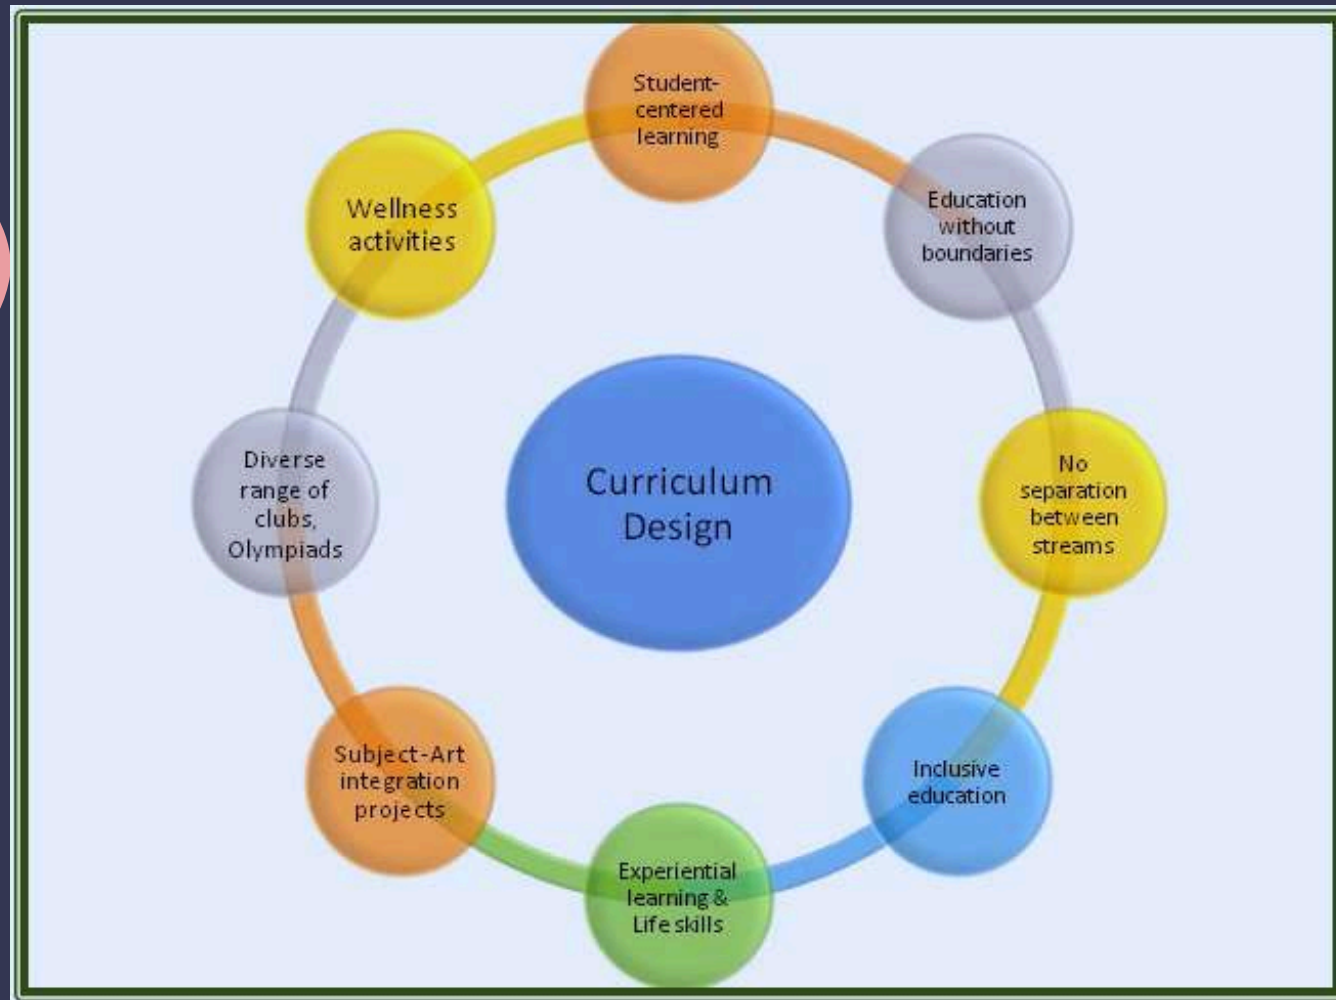 Student-
centered
learning
Education
without
boundaries
No
separation
between
streams
Inclusive
education
Experiential
learning &
Life skills
Subject-Art
integration
projects
Diverse
range of
clubs,
Olympiads
Wellness
activities
Curriculum
Design